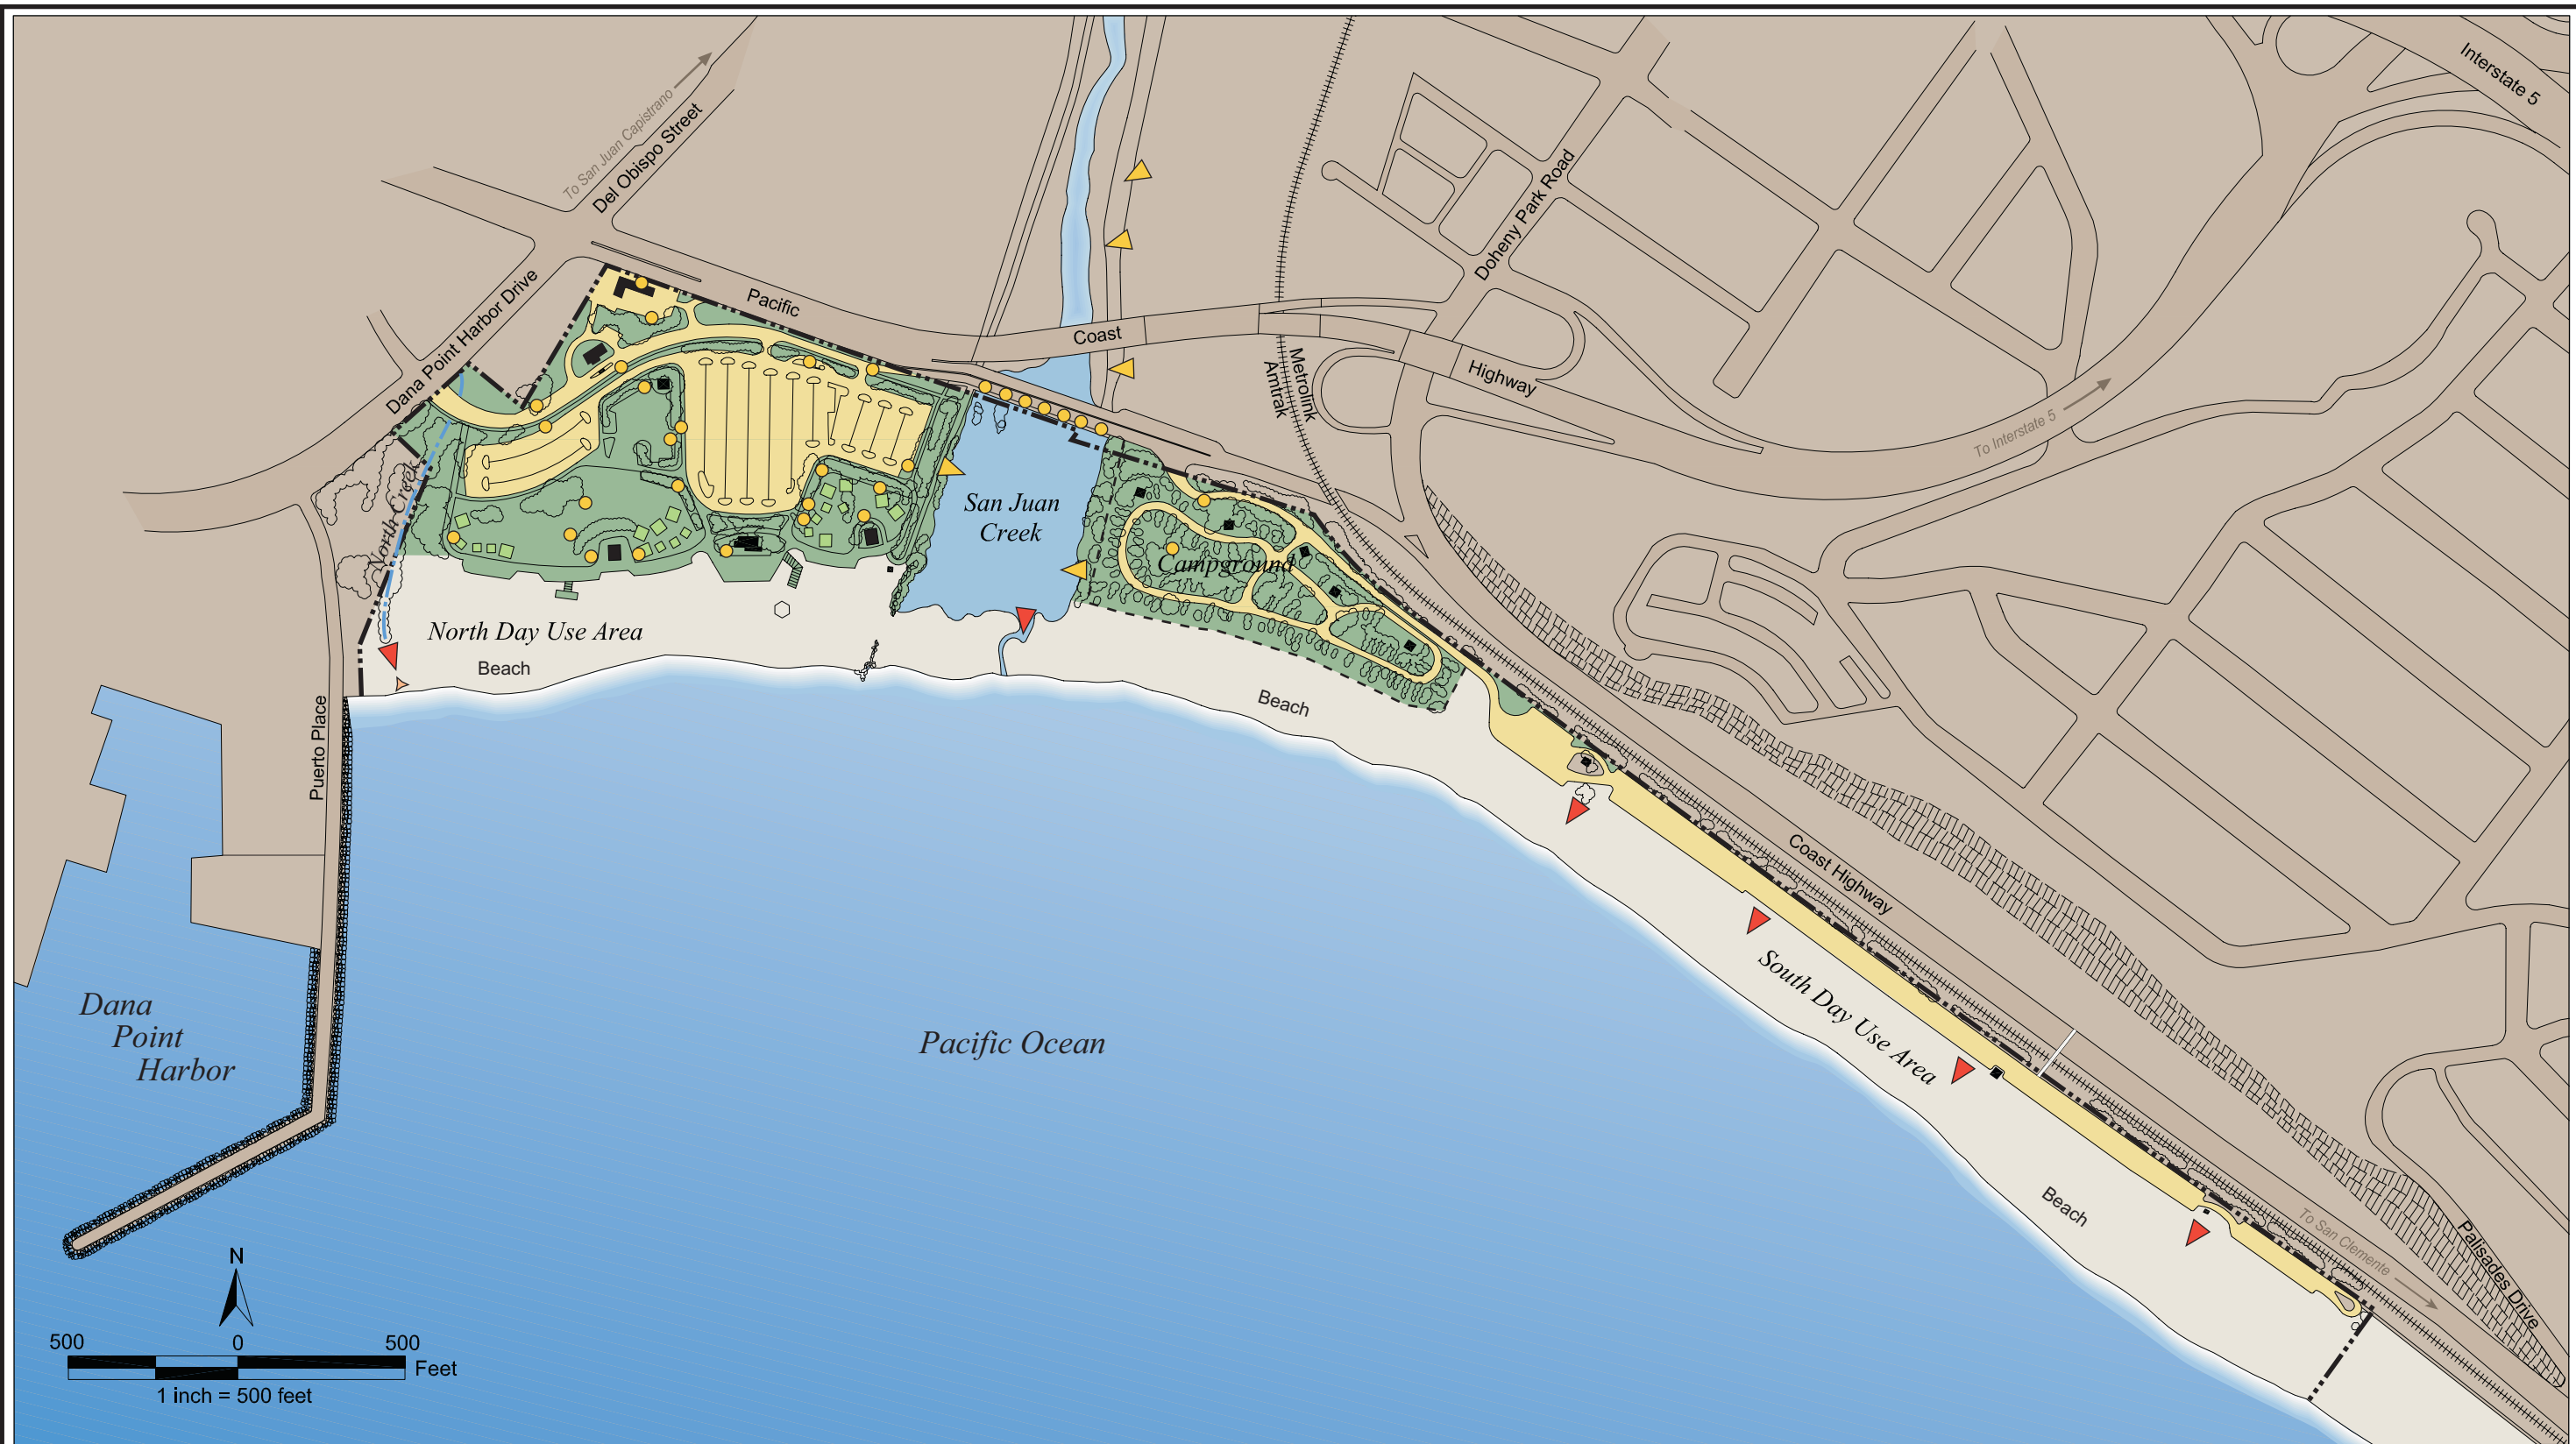 Interstate 5
To San Juan Capistrano
Del Obispo Street
Doheny Park Road
Dana Point Harbor Drive
Pacific
Coast
Highway
Metrolink
Amtrak
To Interstate 5
North Creek
San Juan
Creek
Campground
North Day Use Area
Beach
Beach
Puerto Place
Coast Highway
South Day Use Area
Dana
Point
Harbor
Pacific Ocean
Beach
To San Clemente
Palisades Drive
N
500 0 500
Feet
1 inch = 500 feet